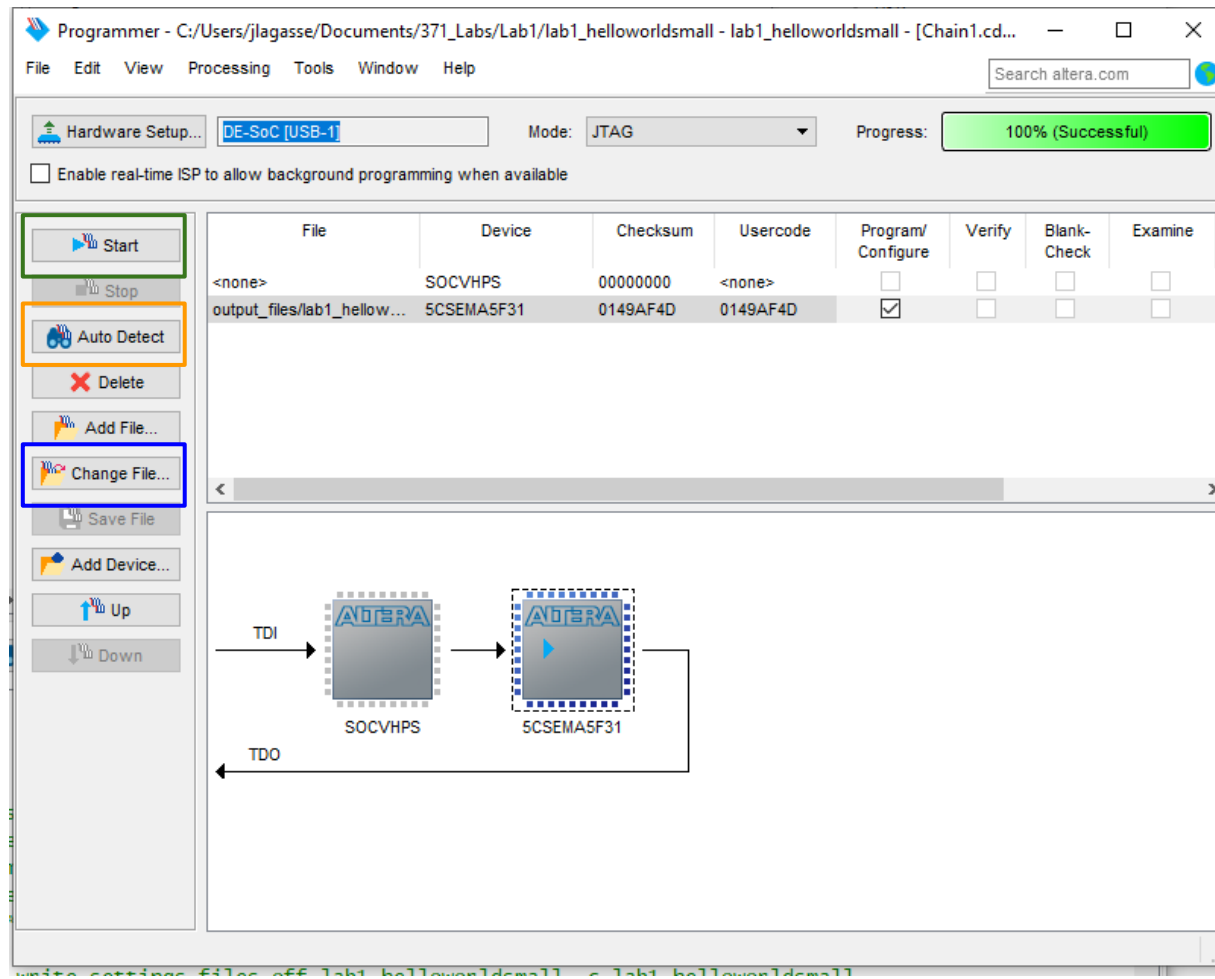 Programmer - C:/Users/jlagasse/Documents/371_Labs/Lab1/lab1_helloworldsmall - lab1_helloworldsmall - [Chain1.cd...
File Edit View Processing Tools Window Help
Search altera.com
Hardware Setup... DE-SoC [USB-1] Mode: JTAG Progress: 100% (Successful)
Enable real-time ISP to allow background programming when available
Start
Stop
Auto Detect
Delete
Add File...
Change File...
Save File
Add Device...
Up
Down
File Device Checksum Usercode Program/ Configure Verify Blank- Check Examine
<none> SOCVHPS 00000000 <none>
output_files/lab1_hellow... 5CSEMA5F31 0149AF4D 0149AF4D
TDI
ALTERA
ALTERA
SOCVHPS
5CSEMA5F31
TDO
write_settings_files=off lab1_helloworldsmall -c lab1_helloworldsmall